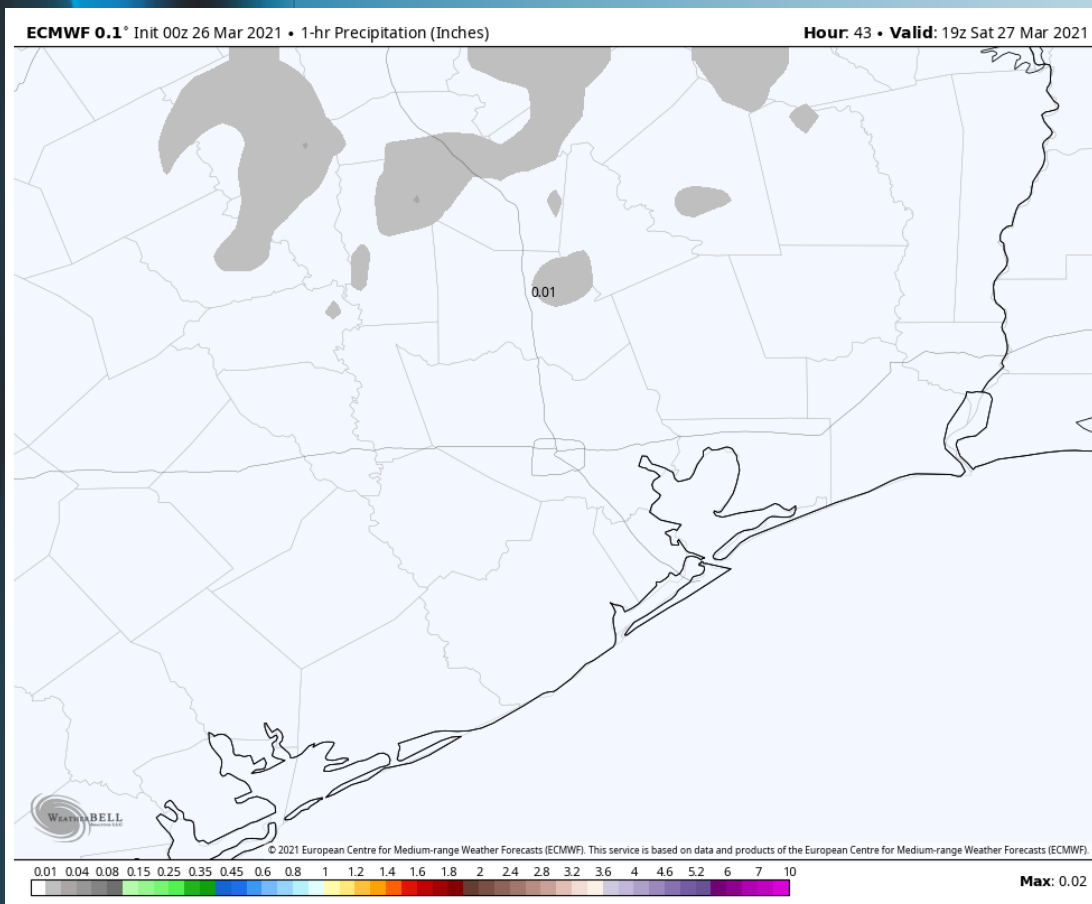 ECMWF 0.1° Init 00z 26 Mar 2021 • 1-hr Precipitation (Inches) Hour: 43 • Valid: 19z Sat 27 Mar 2021
0.01
WEATHERBELL
© 2021 European Centre for Medium-range Weather Forecasts (ECMWF). This service is based on data and products of the European Centre for Medium-range Weather Forecasts (ECMWF).
0.01 0.04 0.08 0.15 0.25 0.35 0.45 0.6 0.8 1 1.2 1.4 1.6 1.8 2 2.4 2.8 3.2 3.6 4 4.6 5.2 6 7 10
Max: 0.02